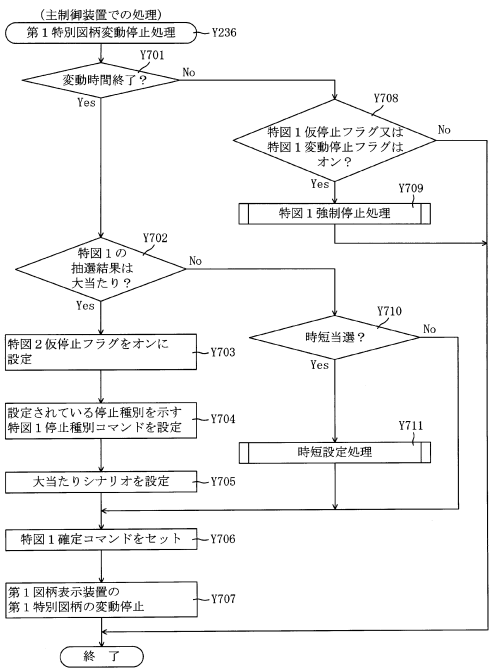 (主制御装置での処理)
第1特別図柄変動停止処理
Y236
Y701
変動時間終了?
No
Yes
Y708
特図1仮停止フラグ又は
特図1変動停止フラグは
オン?
No
Yes
Y709
特図1強制停止処理
Y702
特図1の
抽選結果は
大当たり?
No
Yes
Y710
時短当選?
No
Yes
特図2仮停止フラグをオンに
設定
Y703
設定されている停止種別を示す
特図1停止種別コマンドを設定
Y704
Y711
時短設定処理
大当たりシナリオを設定
Y705
特図1確定コマンドをセット
Y706
第1図柄表示装置の
第1特別図柄の変動停止
Y707
終了